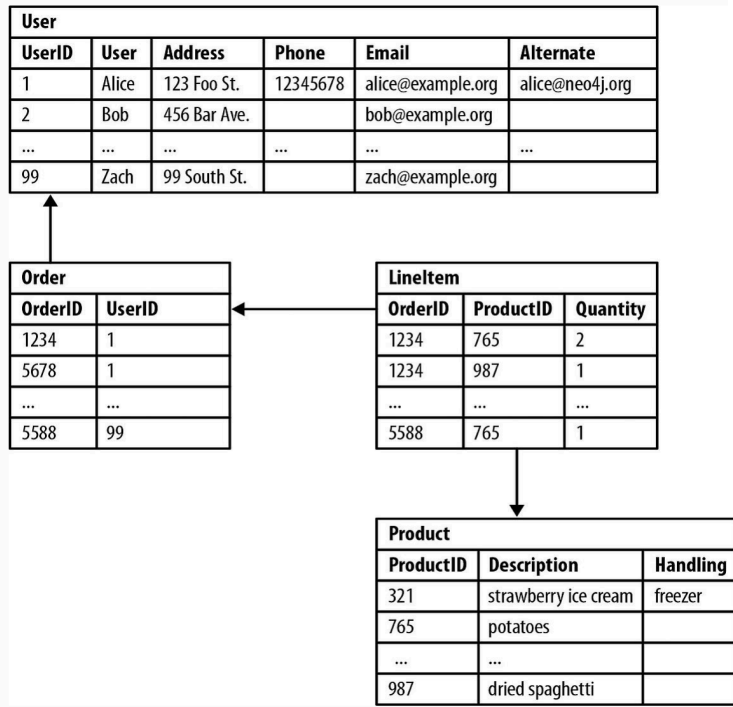 User
UserID User Address Phone Email Alternate
1 Alice 123 Foo St. 12345678 alice@example.org alice@neo4j.org
2 Bob 456 Bar Ave. bob@example.org
... ... ... ... ... ...
99 Zach 99 South St. zach@example.org
Order
OrderID UserID
1234 1
5678 1
... ...
5588 99
LineItem
OrderID ProductID Quantity
1234 765 2
1234 987 1
... ... ...
5588 765 1
Product
ProductID Description Handling
321 strawberry ice cream freezer
765 potatoes
... ...
987 dried spaghetti